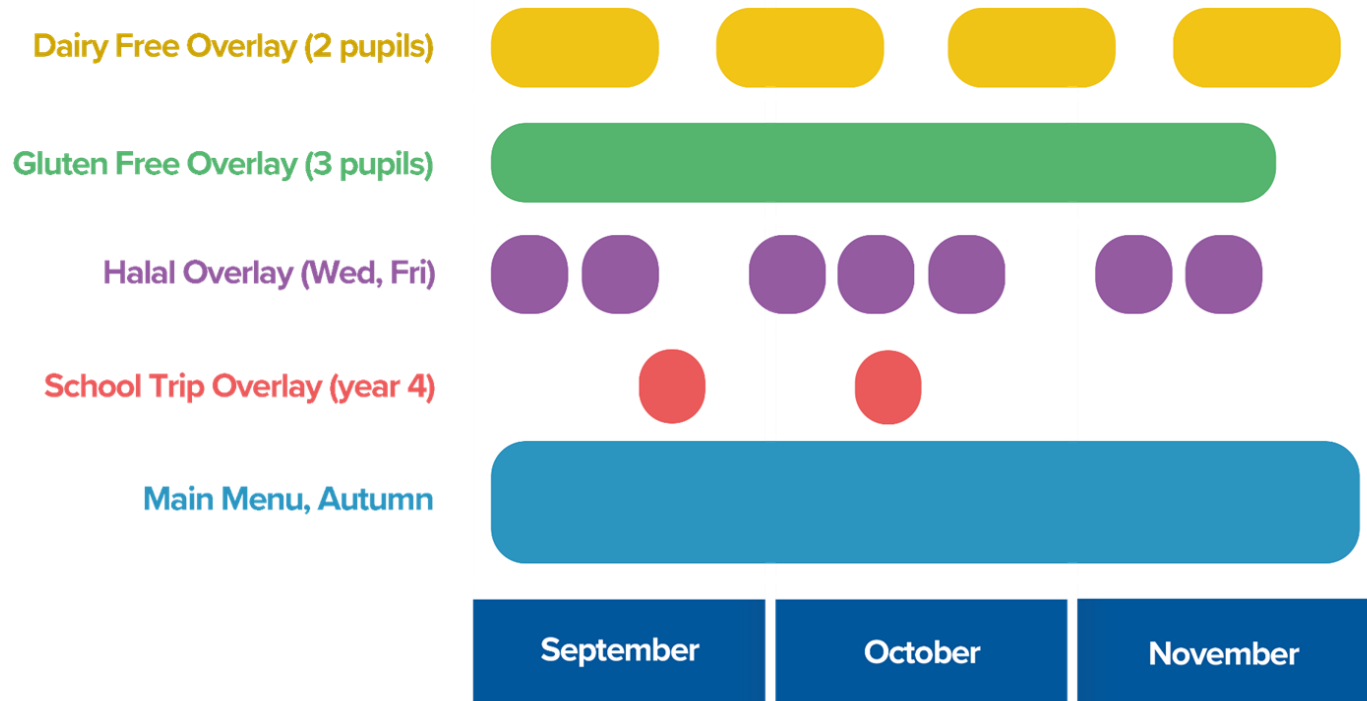 Dairy Free Overlay (2 pupils)
Gluten Free Overlay (3 pupils)
Halal Overlay (Wed, Fri)
School Trip Overlay (year 4)
Main Menu, Autumn
September
October
November